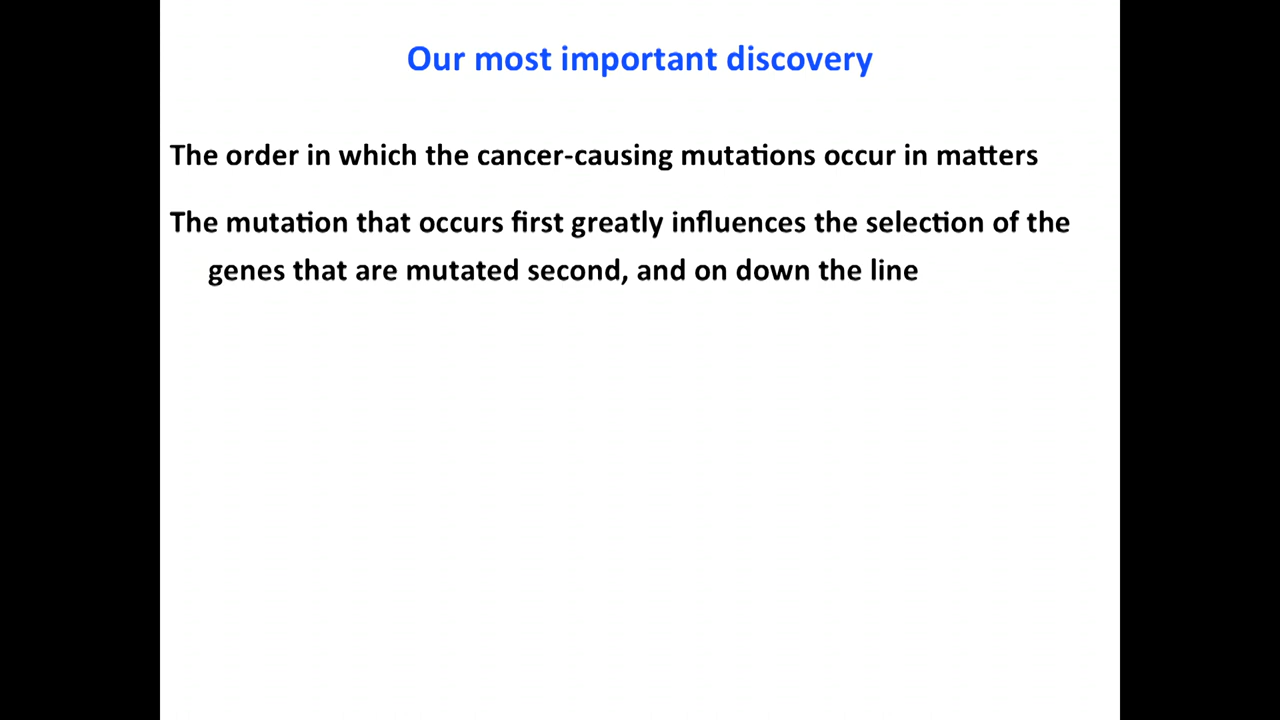 Our most important discovery
The order in which the cancer-causing mutations occur in matters
The mutation that occurs first greatly influences the selection of the
genes that are mutated second, and on down the line